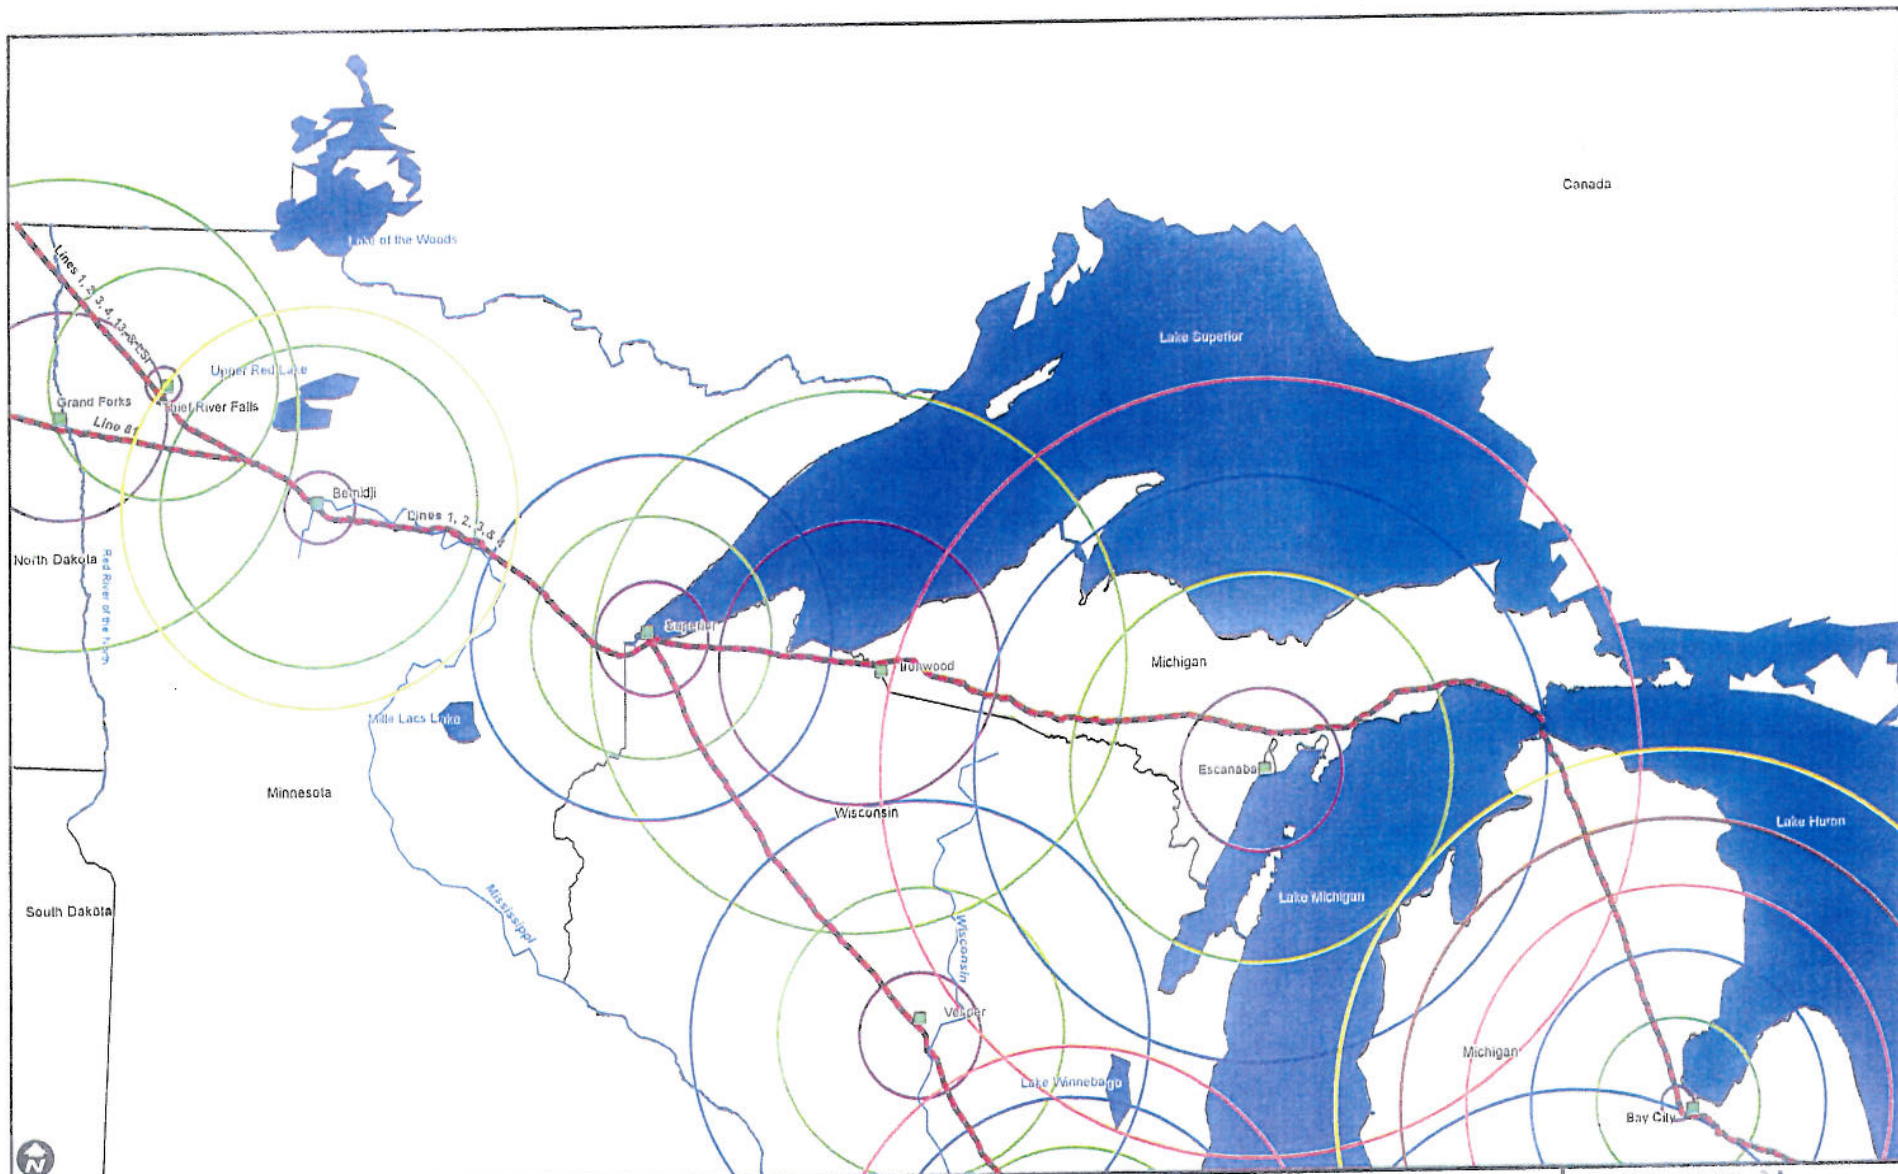 Canada
Lake of the Woods
Lines 1, 2, 3, 4, 13, & LSr
Lake Superior
Upper Red Lake
Grand Forks
Thief River Falls
Line 81
Bemidji
Lines 1, 2, 3, & 4
North Dakota
Red River of the North
Superior
Ironwood
Michigan
Mille Lacs Lake
Escanaba
Minnesota
Wisconsin
Lake Huron
Lake Michigan
South Dakota
Mississippi
Wisconsin
Vesper
Michigan
Lake Winnebago
Bay City
N